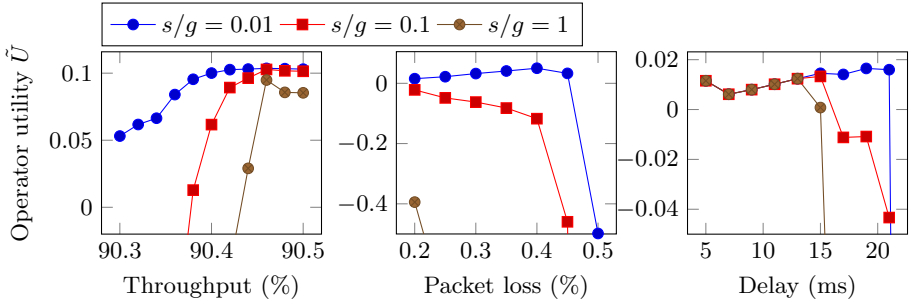 s/g = 0.01 s/g = 0.1 s/g = 1
Operator utility Ũ
0.1
0.05
0
90.3 90.4 90.5
Throughput (%)
0
−0.2
−0.4
0.2 0.3 0.4 0.5
Packet loss (%)
0.02
0
−0.02
−0.04
5 10 15 20
Delay (ms)